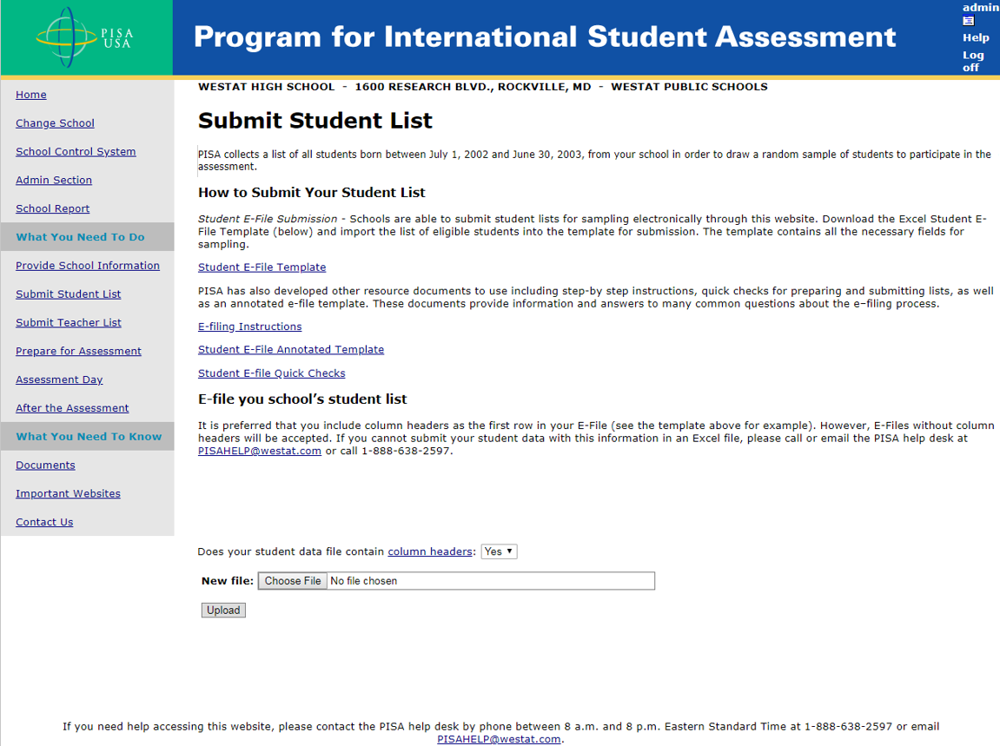 PISA
USA
Program for International Student Assessment
admin
Help
Log
off
Home
Change School
School Control System
Admin Section
School Report
What You Need To Do
Provide School Information
Submit Student List
Submit Teacher List
Prepare for Assessment
Assessment Day
After the Assessment
What You Need To Know
Documents
Important Websites
Contact Us
WESTAT HIGH SCHOOL - 1600 RESEARCH BLVD., ROCKVILLE, MD - WESTAT PUBLIC SCHOOLS
Submit Student List
PISA collects a list of all students born between July 1, 2002 and June 30, 2003, from your school in order to draw a random sample of students to participate in the
assessment.
How to Submit Your Student List
Student E-File Submission - Schools are able to submit student lists for sampling electronically through this website. Download the Excel Student E-
File Template (below) and import the list of eligible students into the template for submission. The template contains all the necessary fields for
sampling.
Student E-File Template
PISA has also developed other resource documents to use including step-by step instructions, quick checks for preparing and submitting lists, as well
as an annotated e-file template. These documents provide information and answers to many common questions about the e–filing process.
E-filing Instructions
Student E-File Annotated Template
Student E-file Quick Checks
E-file you school’s student list
It is preferred that you include column headers as the first row in your E-File (see the template above for example). However, E-Files without column
headers will be accepted. If you cannot submit your student data with this information in an Excel file, please call or email the PISA help desk at
PISAHELP@westat.com or call 1-888-638-2597.
Does your student data file contain column headers: Yes
New file: Choose File No file chosen
Upload
If you need help accessing this website, please contact the PISA help desk by phone between 8 a.m. and 8 p.m. Eastern Standard Time at 1-888-638-2597 or email
PISAHELP@westat.com.